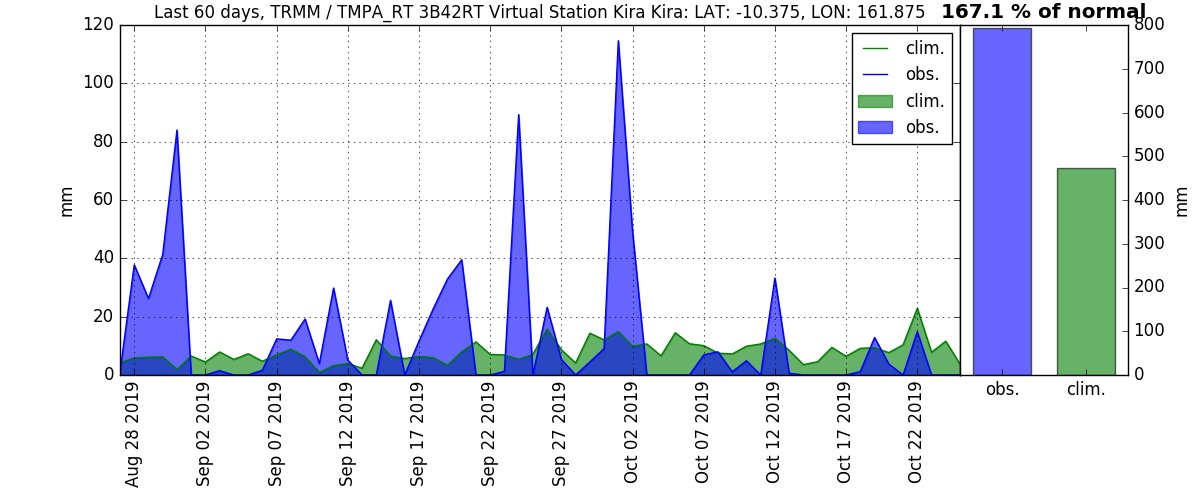 Last 60 days, TRMM / TMPA_RT 3B42RT Virtual Station Kira Kira: LAT: -10.375, LON: 161.875
167.1 % of normal
120
100
80
60
40
20
0
mm
clim.
obs.
clim.
obs.
800
700
600
500
400
300
200
100
0
mm
obs.
clim.
Aug 28 2019
Sep 02 2019
Sep 07 2019
Sep 12 2019
Sep 17 2019
Sep 22 2019
Sep 27 2019
Oct 02 2019
Oct 07 2019
Oct 12 2019
Oct 17 2019
Oct 22 2019